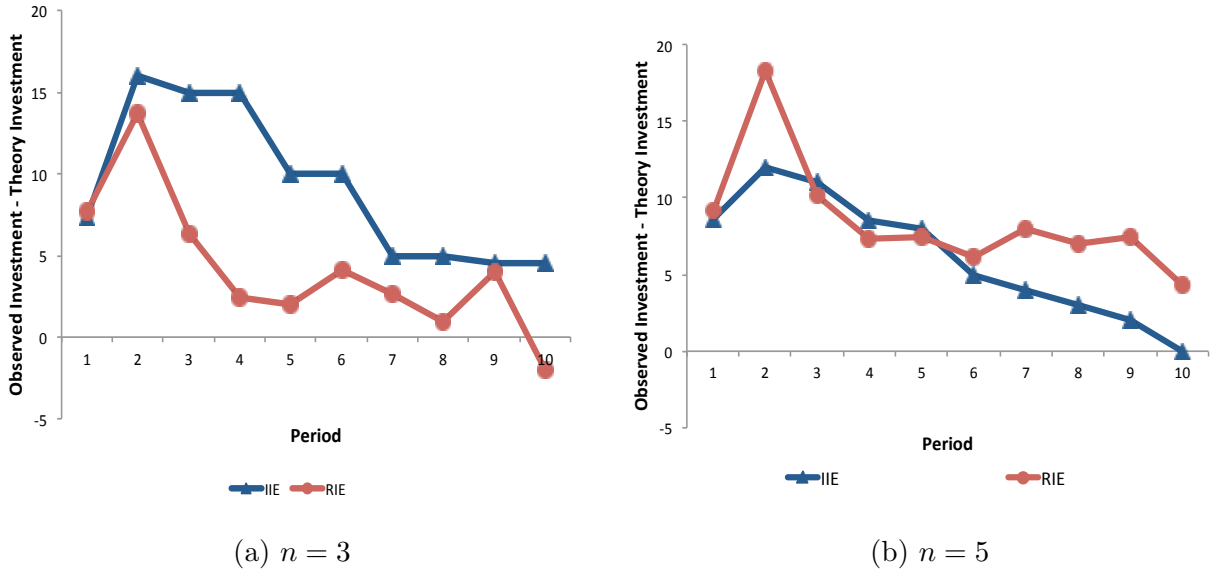 Observed Investment - Theory Investment
20
15
10
5
0
-5
1 2 3 4 5 6 7 8 9 10
Period
IIE RIE
(a) n = 3
Observed Investment - Theory Investment
20
15
10
5
0
-5
1 2 3 4 5 6 7 8 9 10
Period
IIE RIE
(b) n = 5